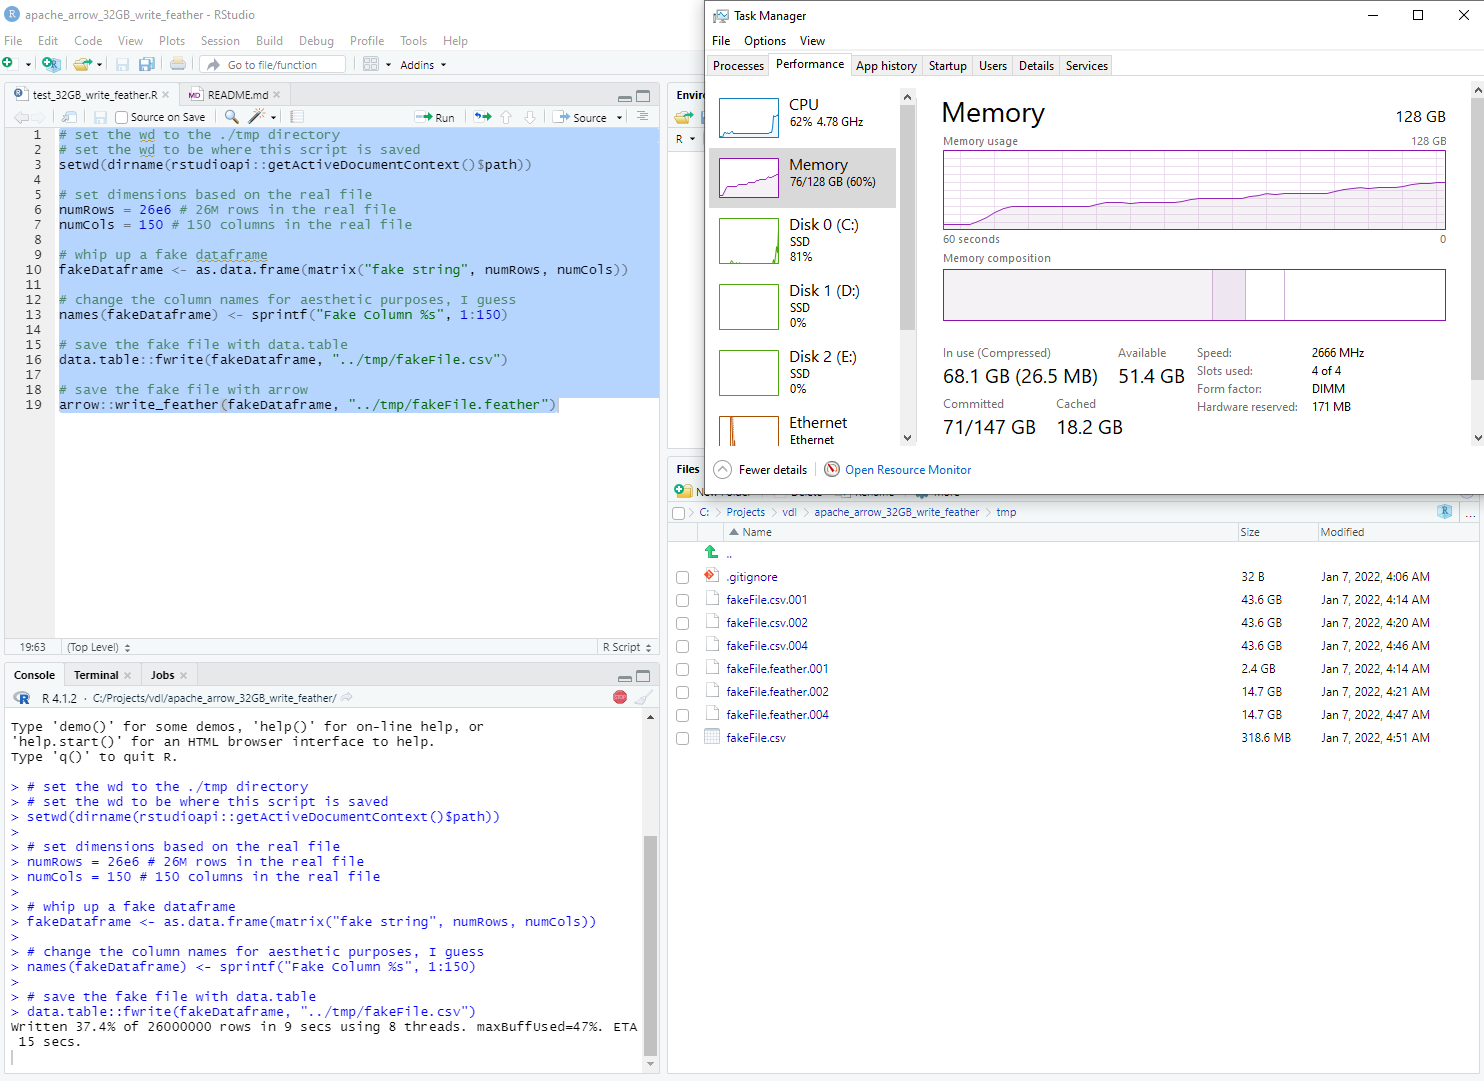 apache_arrow_32GB_write_feather - RStudio
File Edit Code View Plots Session Build Debug Profile Tools Help
Go to file/function Addins
test_32GB_write_feather.R README.md
Source on Save Run Source
1 # set the wd to the ./tmp directory
2 # set the wd to be where this script is saved
3 setwd(dirname(rstudioapi::getActiveDocumentContext()$path))
4
5 # set dimensions based on the real file
6 numRows = 26e6 # 26M rows in the real file
7 numCols = 150 # 150 columns in the real file
8
9 # whip up a fake dataframe
10 fakeDataframe <- as.data.frame(matrix("fake string", numRows, numCols))
11
12 # change the column names for aesthetic purposes, I guess
13 names(fakeDataframe) <- sprintf("Fake Column %s", 1:150)
14
15 # save the fake file with data.table
16 data.table::fwrite(fakeDataframe, "../tmp/fakeFile.csv")
17
18 # save the fake file with arrow
19 arrow::write_feather(fakeDataframe, "../tmp/fakeFile.feather")
19:63 (Top Level) R Script
Console Terminal Jobs
R 4.1.2 · C:/Projects/vdl/apache_arrow_32GB_write_feather/
STOP
Type 'demo()' for some demos, 'help()' for on-line help, or
'help.start()' for an HTML browser interface to help.
Type 'q()' to quit R.
> # set the wd to the ./tmp directory
> # set the wd to be where this script is saved
> setwd(dirname(rstudioapi::getActiveDocumentContext()$path))
>
> # set dimensions based on the real file
> numRows = 26e6 # 26M rows in the real file
> numCols = 150 # 150 columns in the real file
>
> # whip up a fake dataframe
> fakeDataframe <- as.data.frame(matrix("fake string", numRows, numCols))
>
> # change the column names for aesthetic purposes, I guess
> names(fakeDataframe) <- sprintf("Fake Column %s", 1:150)
>
> # save the fake file with data.table
> data.table::fwrite(fakeDataframe, "../tmp/fakeFile.csv")
Written 37.4% of 26000000 rows in 9 secs using 8 threads. maxBuffUsed=47%. ETA
15 secs.
Envir
R
Task Manager
File Options View
Processes Performance App history Startup Users Details Services
CPU
62% 4.78 GHz
Memory
76/128 GB (60%)
Disk 0 (C:)
SSD
81%
Disk 1 (D:)
SSD
0%
Disk 2 (E:)
SSD
0%
Ethernet
Ethernet
Memory 128 GB
Memory usage 128 GB
60 seconds 0
Memory composition
In use (Compressed) Available
68.1 GB (26.5 MB) 51.4 GB
Committed Cached
71/147 GB 18.2 GB
Speed: 2666 MHz
Slots used: 4 of 4
Form factor: DIMM
Hardware reserved: 171 MB
Fewer details Open Resource Monitor
Files
New Folder Delete Rename More
C: Projects vdl apache_arrow_32GB_write_feather tmp ...
Name Size Modified
..
.gitignore 32 B Jan 7, 2022, 4:06 AM
fakeFile.csv.001 43.6 GB Jan 7, 2022, 4:14 AM
fakeFile.csv.002 43.6 GB Jan 7, 2022, 4:20 AM
fakeFile.csv.004 43.6 GB Jan 7, 2022, 4:46 AM
fakeFile.feather.001 2.4 GB Jan 7, 2022, 4:14 AM
fakeFile.feather.002 14.7 GB Jan 7, 2022, 4:21 AM
fakeFile.feather.004 14.7 GB Jan 7, 2022, 4:47 AM
fakeFile.csv 318.6 MB Jan 7, 2022, 4:51 AM